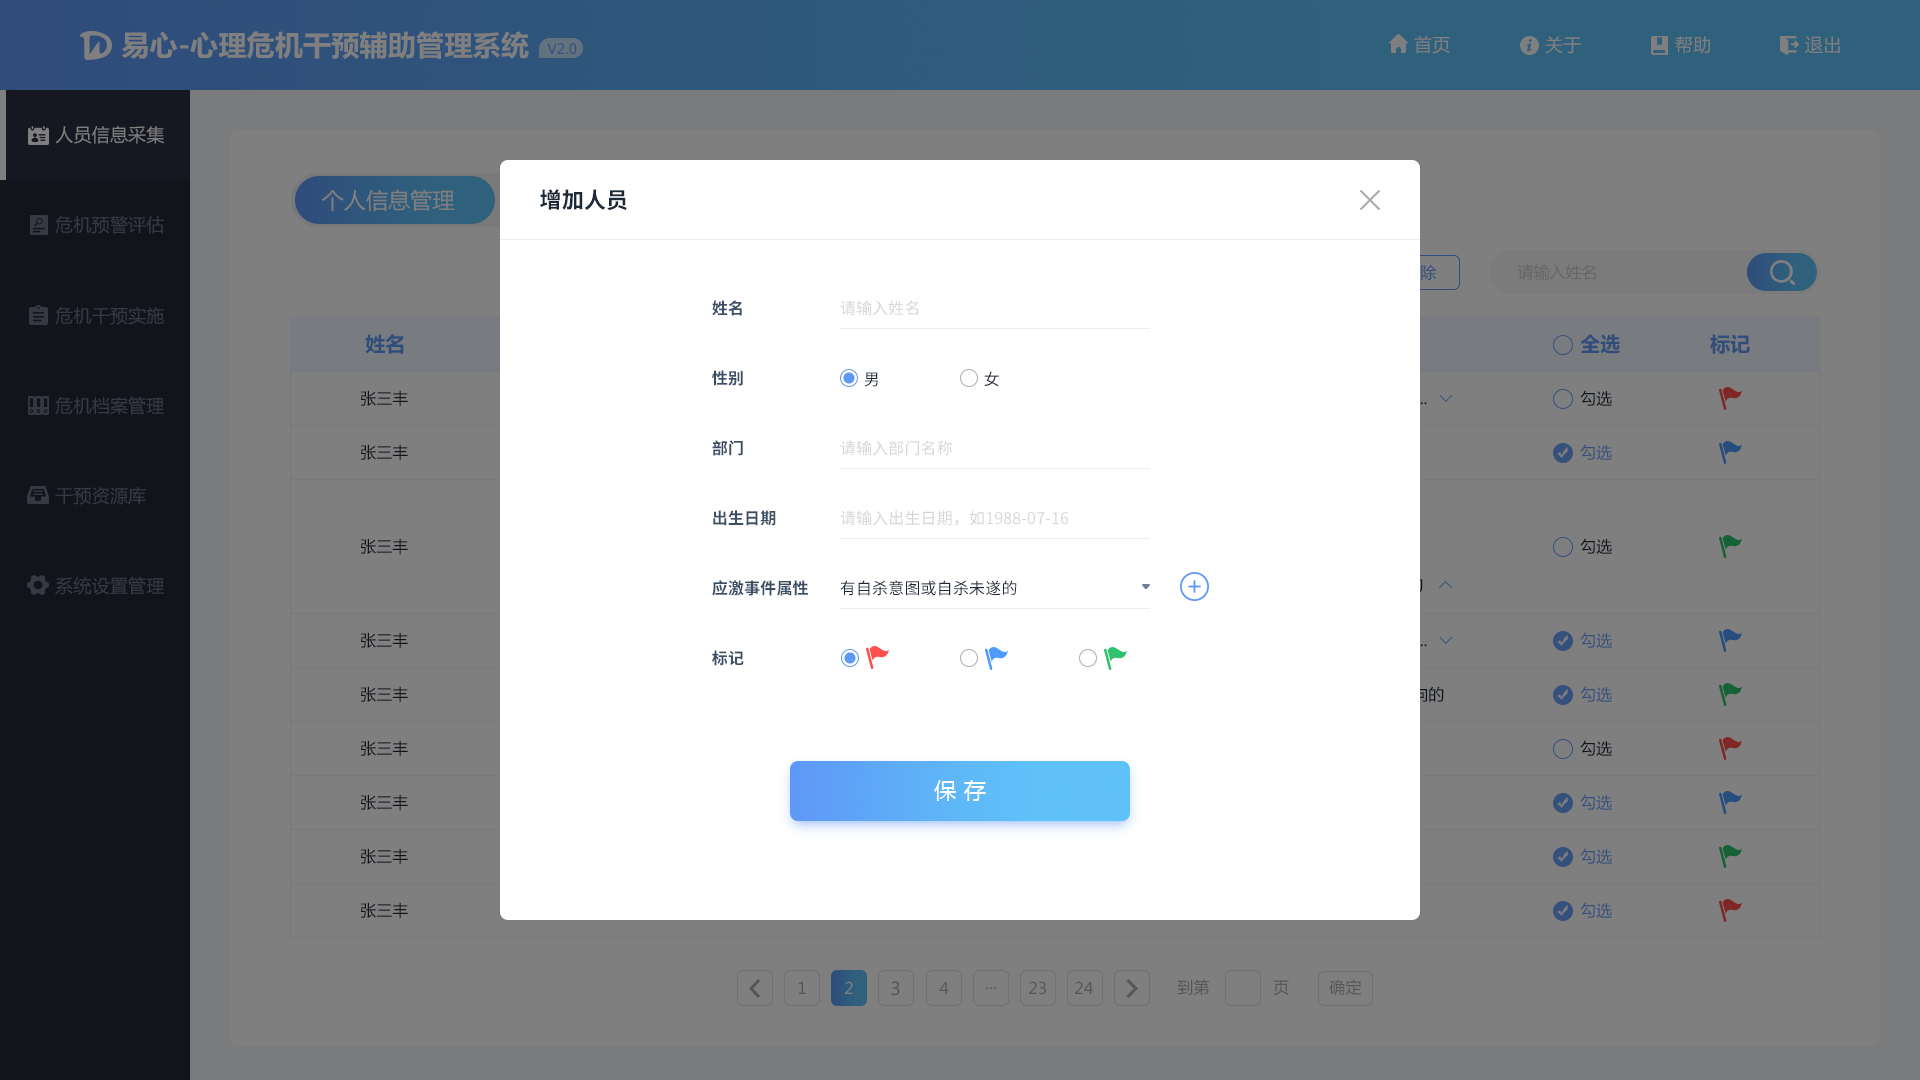 易心-心理危机干预辅助管理系统 V2.0
首页 关于 帮助 退出
人员信息采集
危机预警评估
危机干预实施
危机档案管理
干预资源库
系统设置管理
个人信息管理
除 请输入姓名
姓名 全选 标记
张三丰 .. 勾选
张三丰 勾选
张三丰 勾选
张三丰 .. 勾选
张三丰 的 勾选
张三丰 勾选
张三丰 勾选
张三丰 勾选
张三丰 勾选
增加人员
姓名 请输入姓名
性别 男 女
部门 请输入部门名称
出生日期 请输入出生日期，如1988-07-16
应激事件属性 有自杀意图或自杀未遂的
标记
保 存
1 2 3 4 ... 23 24 到第 页 确定